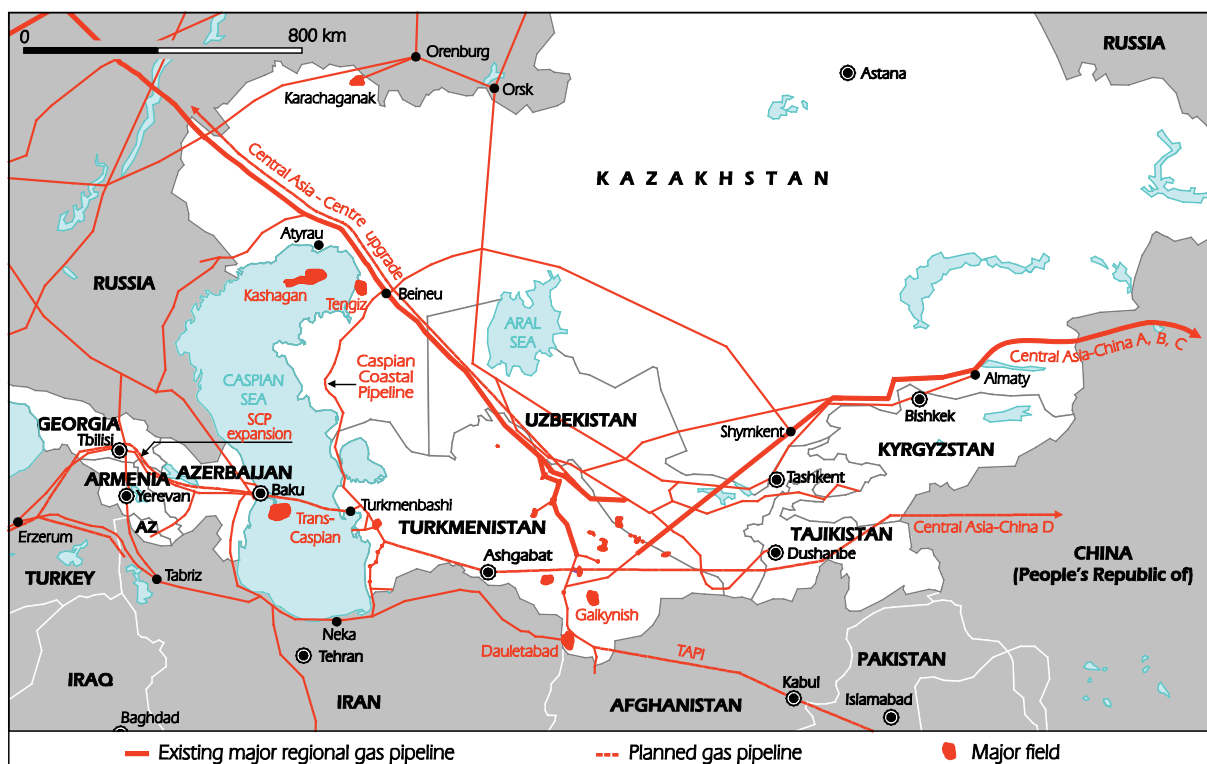 0
800 km
Orenburg
RUSSIA
Astana
Karachaganak
Orsk
Central Asia - Centre upgrade
KAZAKHSTAN
Atyrau
RUSSIA
Kashagan
Tengiz
Beineu
ARAL
SEA
Central Asia-China A, B, C
Caspian
Coastal
Pipeline
Almaty
CASPIAN
SEA
SCP
expansion
Bishkek
GEORGIA
Tbilisi
UZBEKISTAN
Shymkent
KYRGYZSTAN
ARMENIA
AZERBAIJAN
Tashkent
Yerevan
Baku
Turkmenbashi
AZ
Trans-
Caspian
TURKMENISTAN
TAJIKISTAN
Central Asia-China D
Erzerum
Ashgabat
Dushanbe
CHINA
(People's Republic of)
TURKEY
Tabriz
Galkynish
Neka
Dauletabad
TAPI
Tehran
PAKISTAN
IRAQ
Kabul
Islamabad
IRAN
AFGHANISTAN
Baghdad
Existing major regional gas pipeline
Planned gas pipeline
Major field